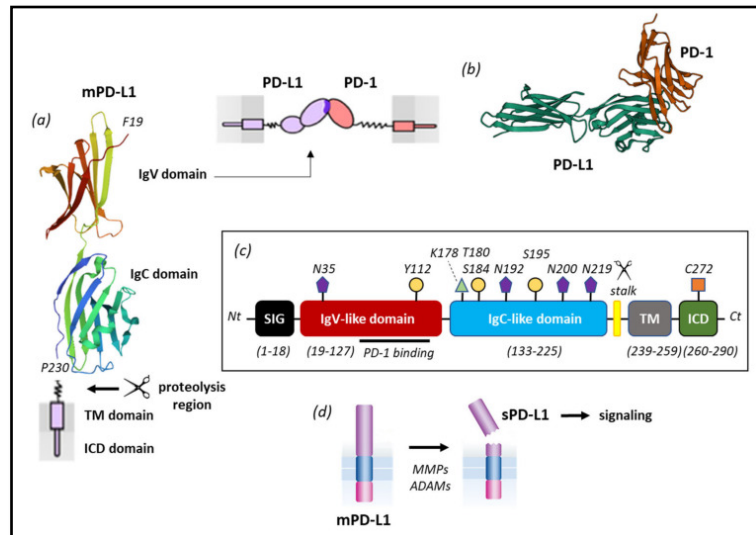 mPD-L1
(a)
F19
IgV domain
IgC domain
P230
proteolysis
region
TM domain
ICD domain
PD-L1 PD-1
(b)
PD-1
PD-L1
(c)
K178 T180
S195
N35 Y112 S184 N192 N200 N219 C272
stalk
Nt SIG IgV-like domain IgC-like domain TM ICD Ct
(1-18) (19-127) PD-1 binding (133-225) (239-259) (260-290)
(d)
sPD-L1 signaling
MMPs
ADAMs
mPD-L1